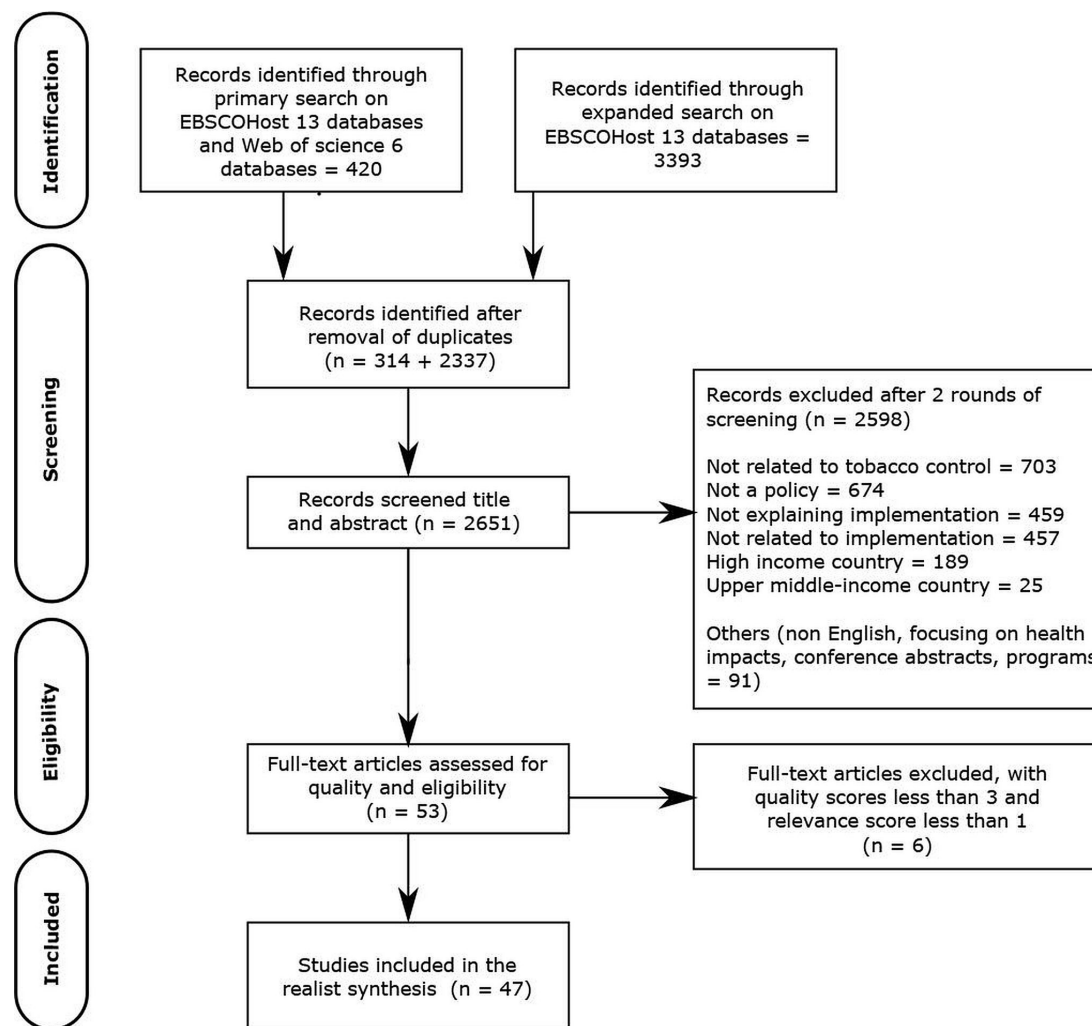 Identification
Records identified through
primary search on
EBSCOHost 13 databases
and Web of science 6
databases = 420
Records identified through
expanded search on
EBSCOHost 13 databases =
3393
Screening
Records identified after
removal of duplicates
(n = 314 + 2337)
Records screened title
and abstract (n = 2651)
Records excluded after 2 rounds of
screening (n = 2598)
Not related to tobacco control = 703
Not a policy = 674
Not explaining implementation = 459
Not related to implementation = 457
High income country = 189
Upper middle-income country = 25
Others (non English, focusing on health
impacts, conference abstracts, programs
= 91)
Eligibility
Full-text articles assessed for
quality and eligibility
(n = 53)
Full-text articles excluded, with
quality scores less than 3 and
relevance score less than 1
(n = 6)
Included
Studies included in the
realist synthesis (n = 47)